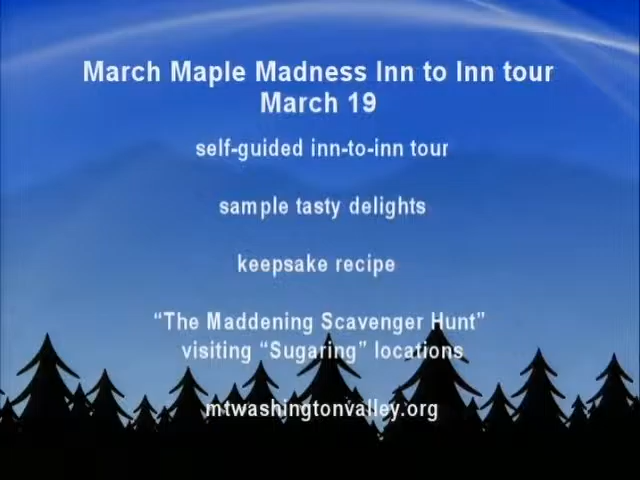 March Maple Madness Inn to Inn tour
March 19
self-guided inn-to-inn tour
sample tasty delights
keepsake recipe
“The Maddening Scavenger Hunt”
visiting “Sugaring” locations
mtwashingtonvalley.org